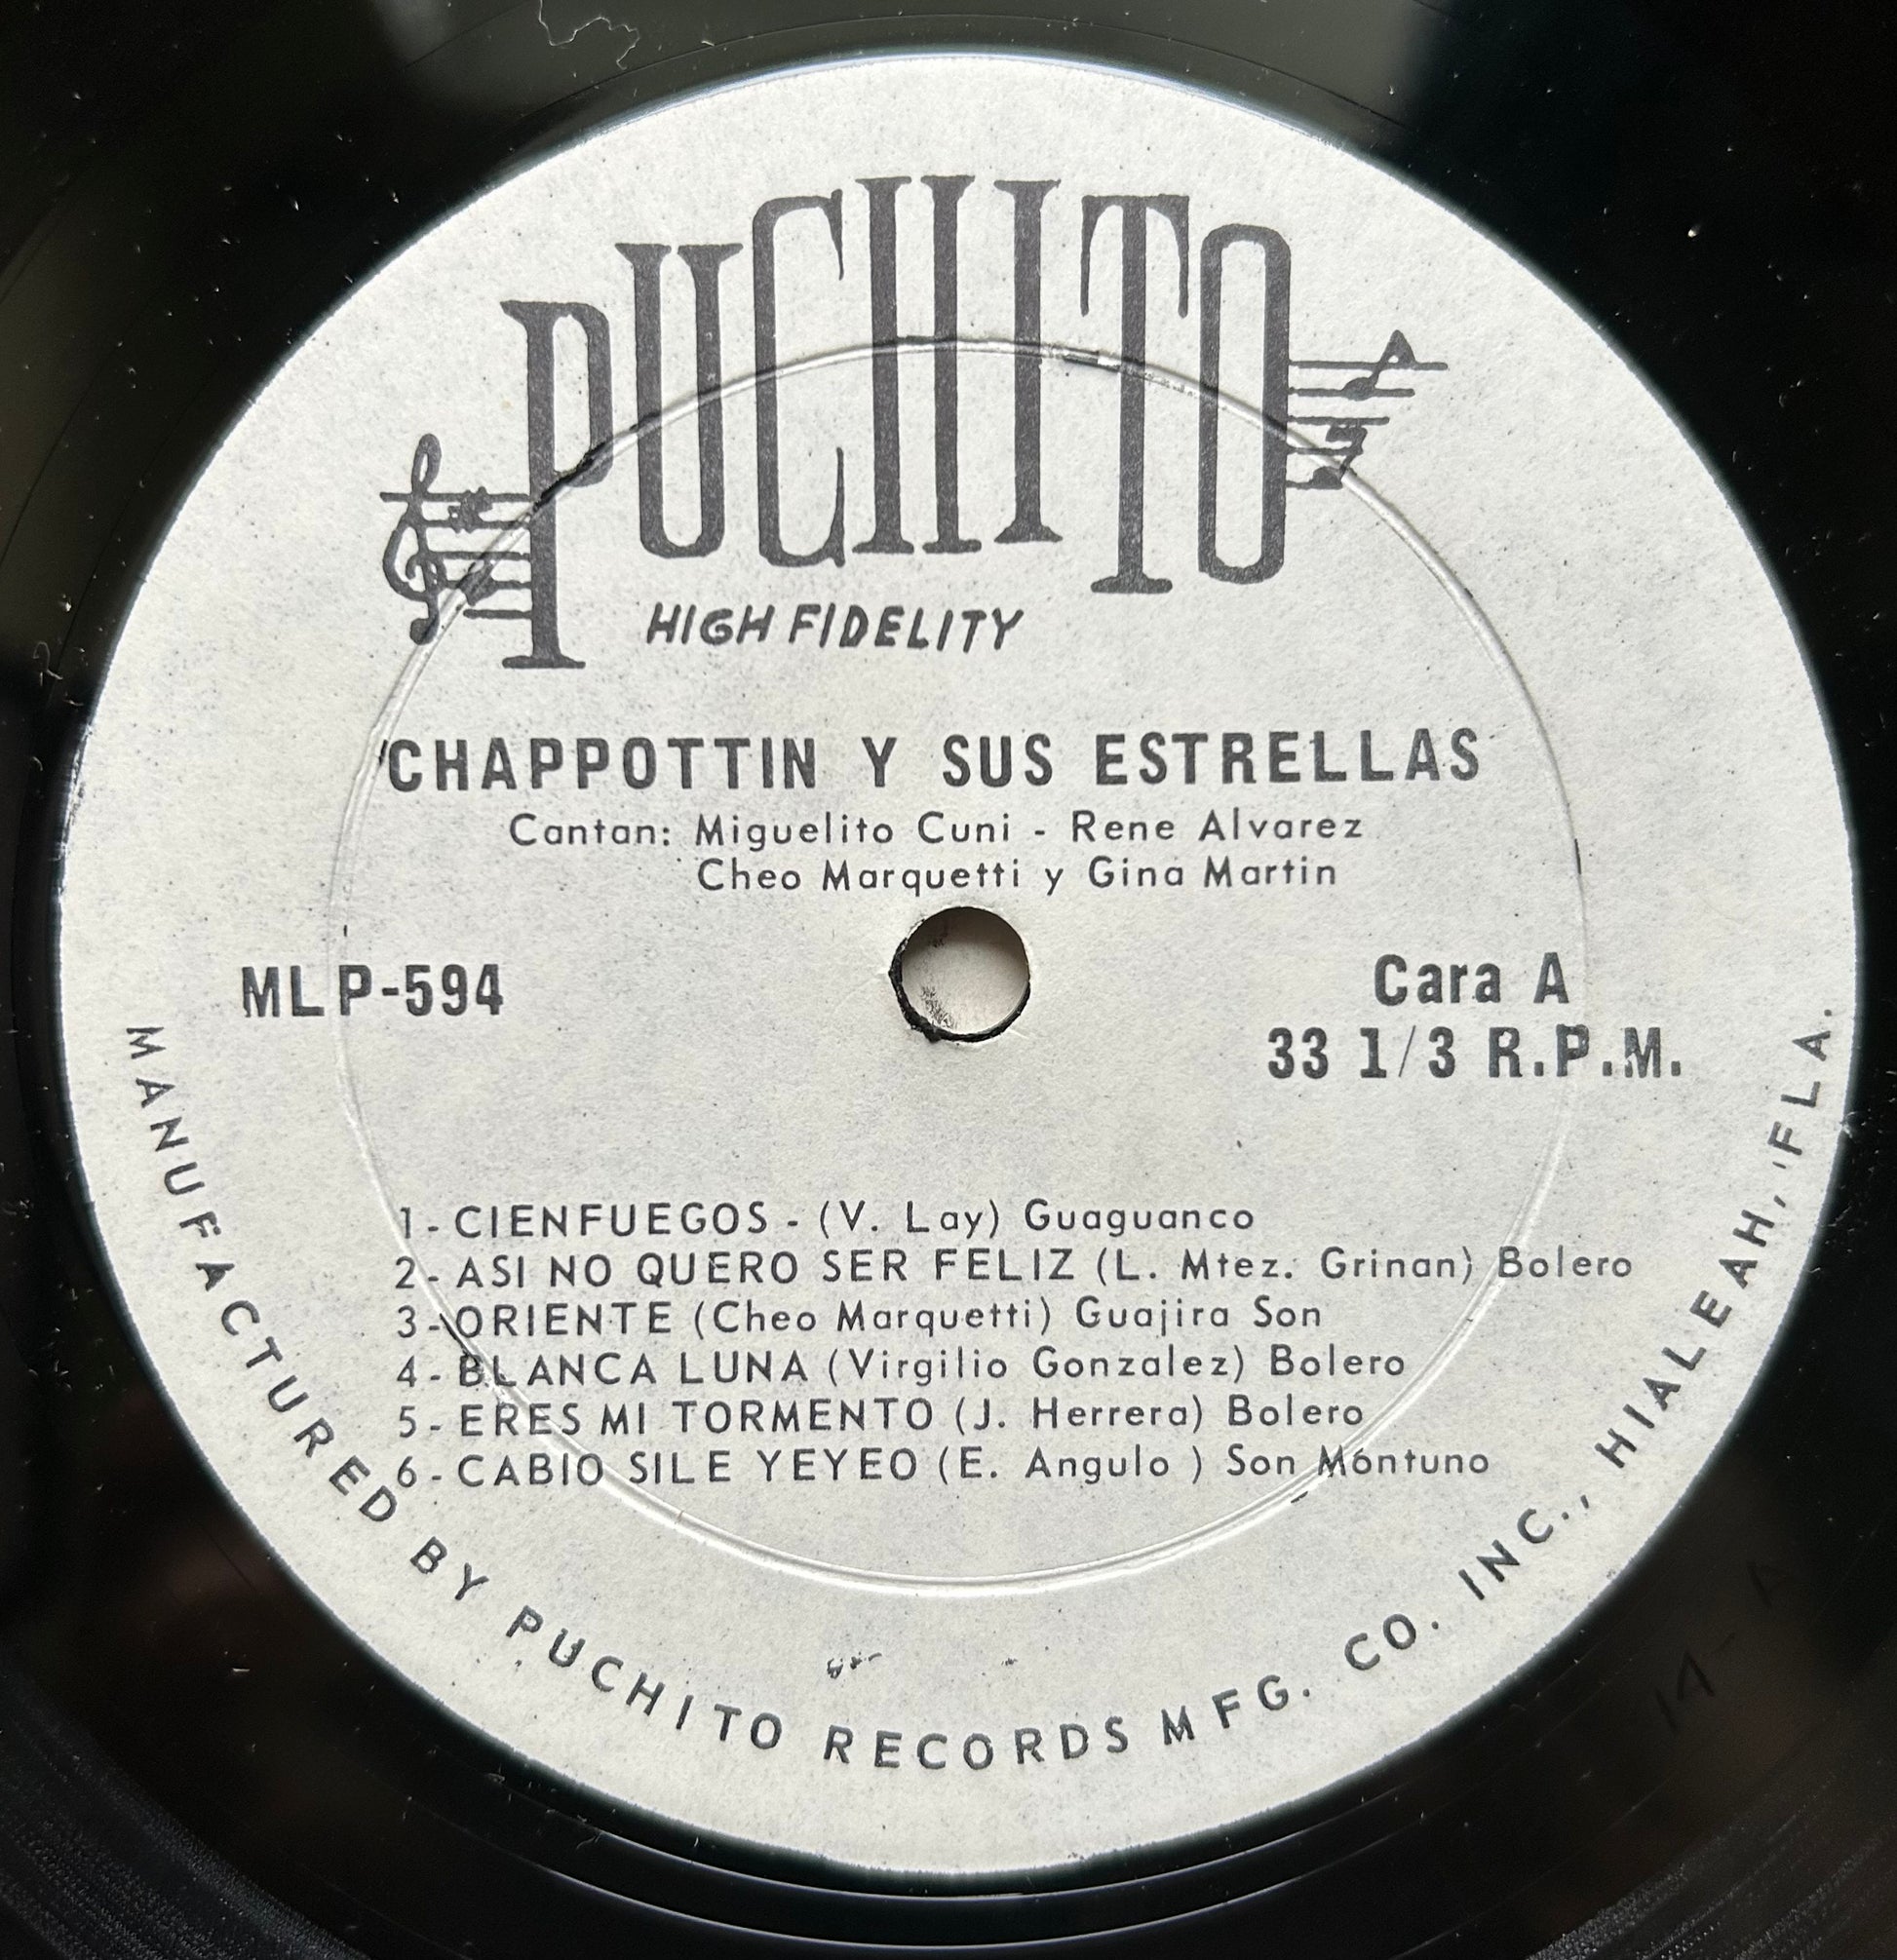 PUCHITO
HIGH FIDELITY
CHAPPOTTIN Y SUS ESTRELLAS
Cantan: Miguelito Cuni - Rene Alvarez
Cheo Marquetti y Gina Martin
MLP-594
Cara A
33 1/3 R.P.M.
1- CIENFUEGOS - (V. Lay) Guaguanco
2- ASI NO QUERO SER FELIZ (L. Mtez. Grinan) Bolero
3- ORIENTE (Cheo Marquetti) Guajira Son
4- BLANCA LUNA (Virgilio Gonzalez) Bolero
5- ERES MI TORMENTO (J. Herrera) Bolero
6- CABIO SILE YEYEO (E. Angulo ) Son Montuno
MANUFACTURED BY PUCHITO RECORDS MFG. CO. INC., HIALEAH, FLA.